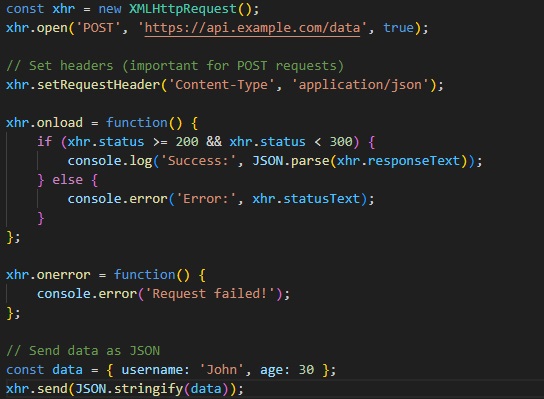 const xhr = new XMLHttpRequest();
xhr.open('POST', 'https://api.example.com/data', true);

// Set headers (important for POST requests)
xhr.setRequestHeader('Content-Type', 'application/json');

xhr.onload = function() {
    if (xhr.status >= 200 && xhr.status < 300) {
        console.log('Success:', JSON.parse(xhr.responseText));
    } else {
        console.error('Error:', xhr.statusText);
    }
};

xhr.onerror = function() {
    console.error('Request failed!');
};

// Send data as JSON
const data = { username: 'John', age: 30 };
xhr.send(JSON.stringify(data));